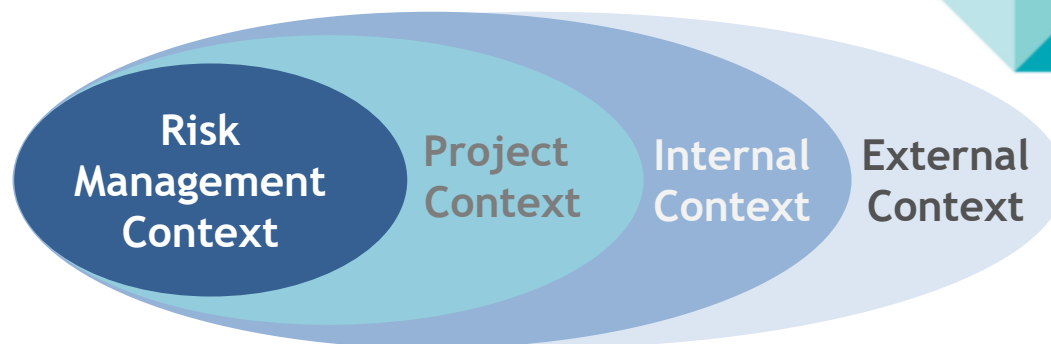 Risk
Management
Context
Project
Context
Internal
Context
External
Context